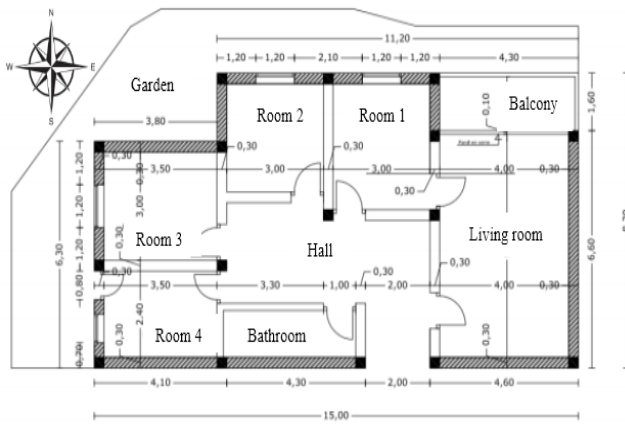 N
W E
S
11,20
1,20 1,20 2,10 1,20 1,20 4,30
Garden
Room 2
Room 1
Balcony
0,10
1,60
3,80
0,30
3,50
0,30
3,00
0,30
3,00
0,30
4,00
0,30
1,20
0,30
3,00
1,20
Room 3
1,20
6,30
Hall
Living room
6,60
0,30
0,80
3,50
3,30
1,00
0,30
2,00
0,30
4,00
0,30
0,30
2,40
Room 4
Bathroom
0,30
0,70
4,10 4,30 2,00 4,60
15,00